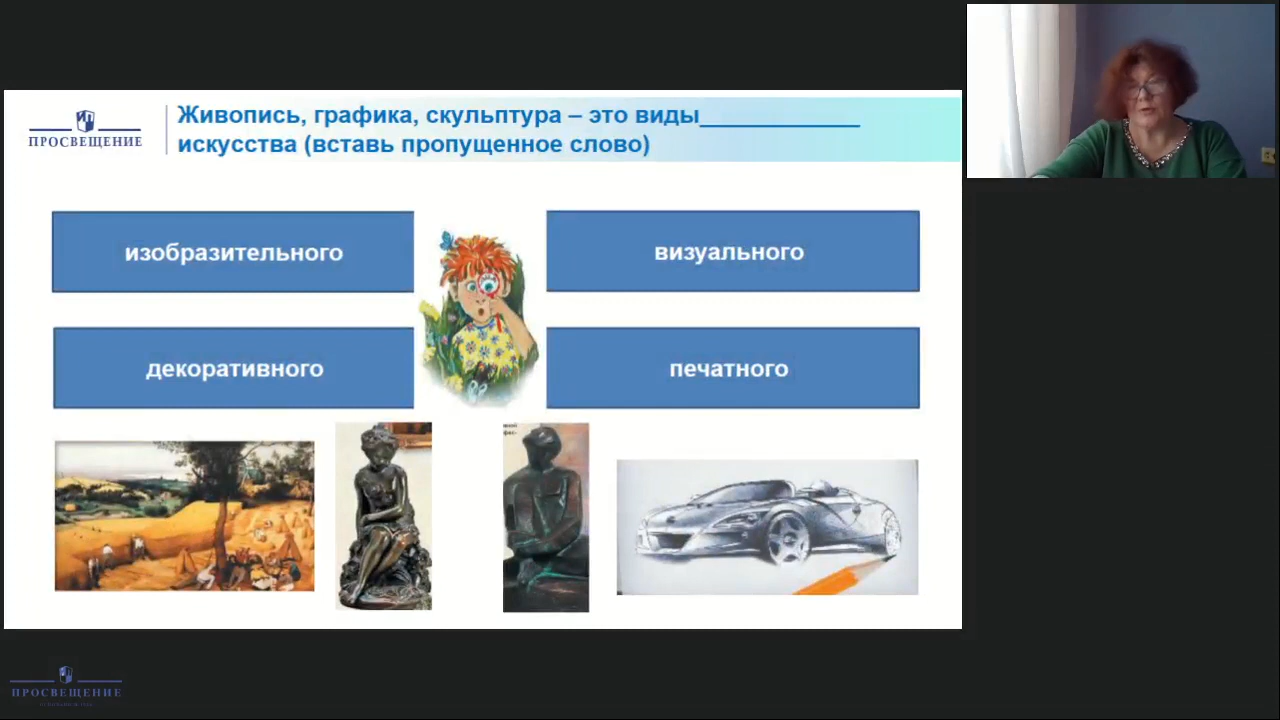 Живопись, графика, скульптура – это виды____________
искусства (вставь пропущенное слово)
ПРОСВЕЩЕНИЕ
изобразительного
визуального
декоративного
печатного
ПРОСВЕЩЕНИЕ